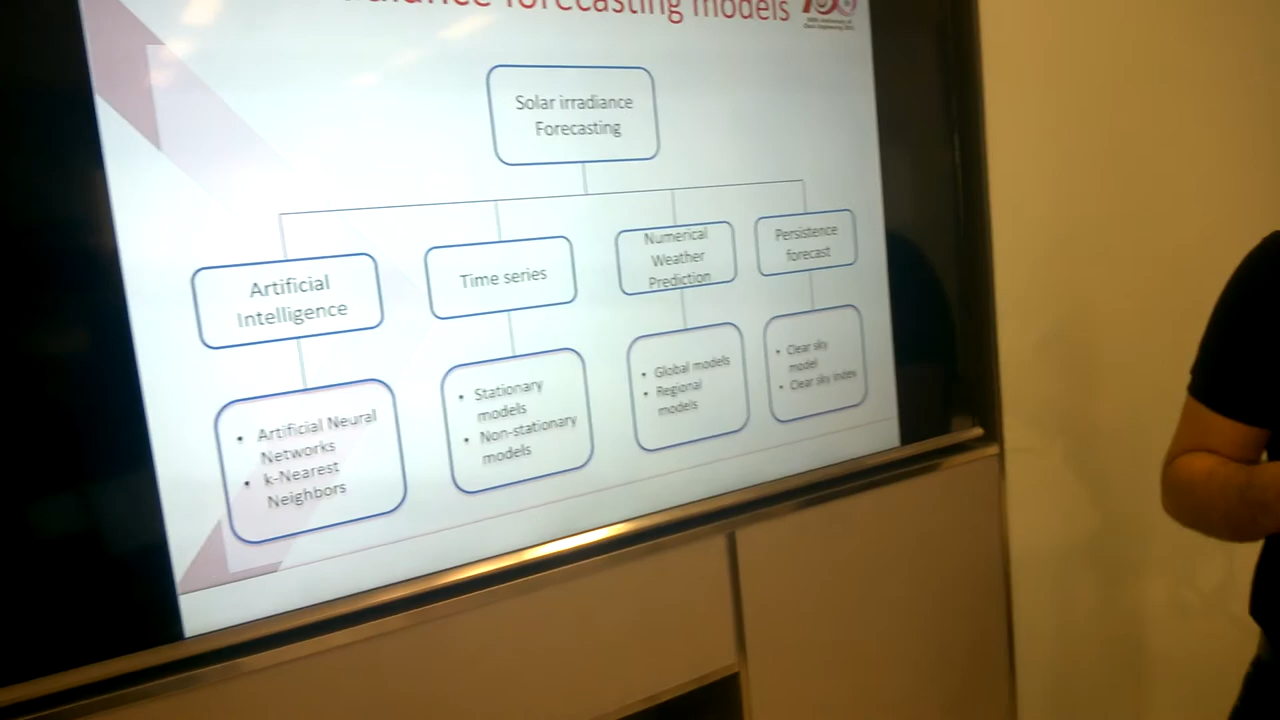 forecasting models
Solar irradiance
Forecasting
Artificial
Intelligence
Time series
Numerical
Weather
Prediction
Persistence
forecast
• Artificial Neural
Networks
• k-Nearest
Neighbors
• Stationary
models
• Non-stationary
models
• Global models
• Regional
models
• Clear sky
model
• Clear sky index